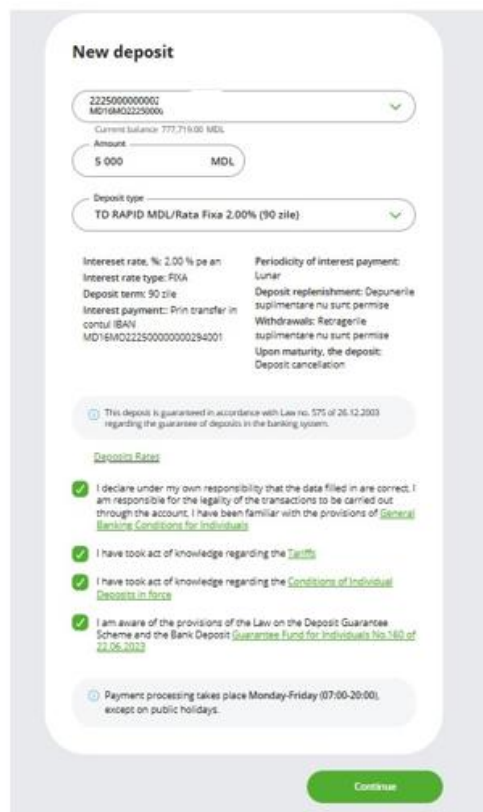 New deposit
MD16MO22250000
Current balance 777,719.00 MDL
Amount
5 000 MDL
Deposit type
TD RAPID MDL/Rata Fixa 2.00% (90 zile)
Intereset rate, %: 2.00 % pe an
Interest rate type: FIXA
Deposit term: 90 zile
Interest payment:: Prin transfer in
contul IBAN
MD16MO222500000000294001
Periodicity of interest payment:
Lunar
Deposit replenishment: Depunerile
suplimentare nu sunt permise
Withdrawals: Retragerile
suplimentare nu sunt permise
Upon maturity, the deposit:
Deposit cancellation
This deposit is guaranteed in accordance with Law no. 575 of 26.12.2003
regarding the guarantee of deposits in the banking system.
Deposits Rates
I declare under my own responsibility that the data filled in are correct, I
am responsible for the legality of the transactions to be carried out
through the account, I have been familiar with the provisions of General
Banking Conditions for Individuals
I have took act of knowledge regarding the Tariffs
I have took act of knowledge regarding the Conditions of Individual
Deposits in force
I am aware of the provisions of the Law on the Deposit Guarantee
Scheme and the Bank Deposit Guarantee Fund for Individuals No.160 of
22.06.2023
Payment processing takes place Monday-Friday (07:00-20:00),
except on public holidays.
Continue